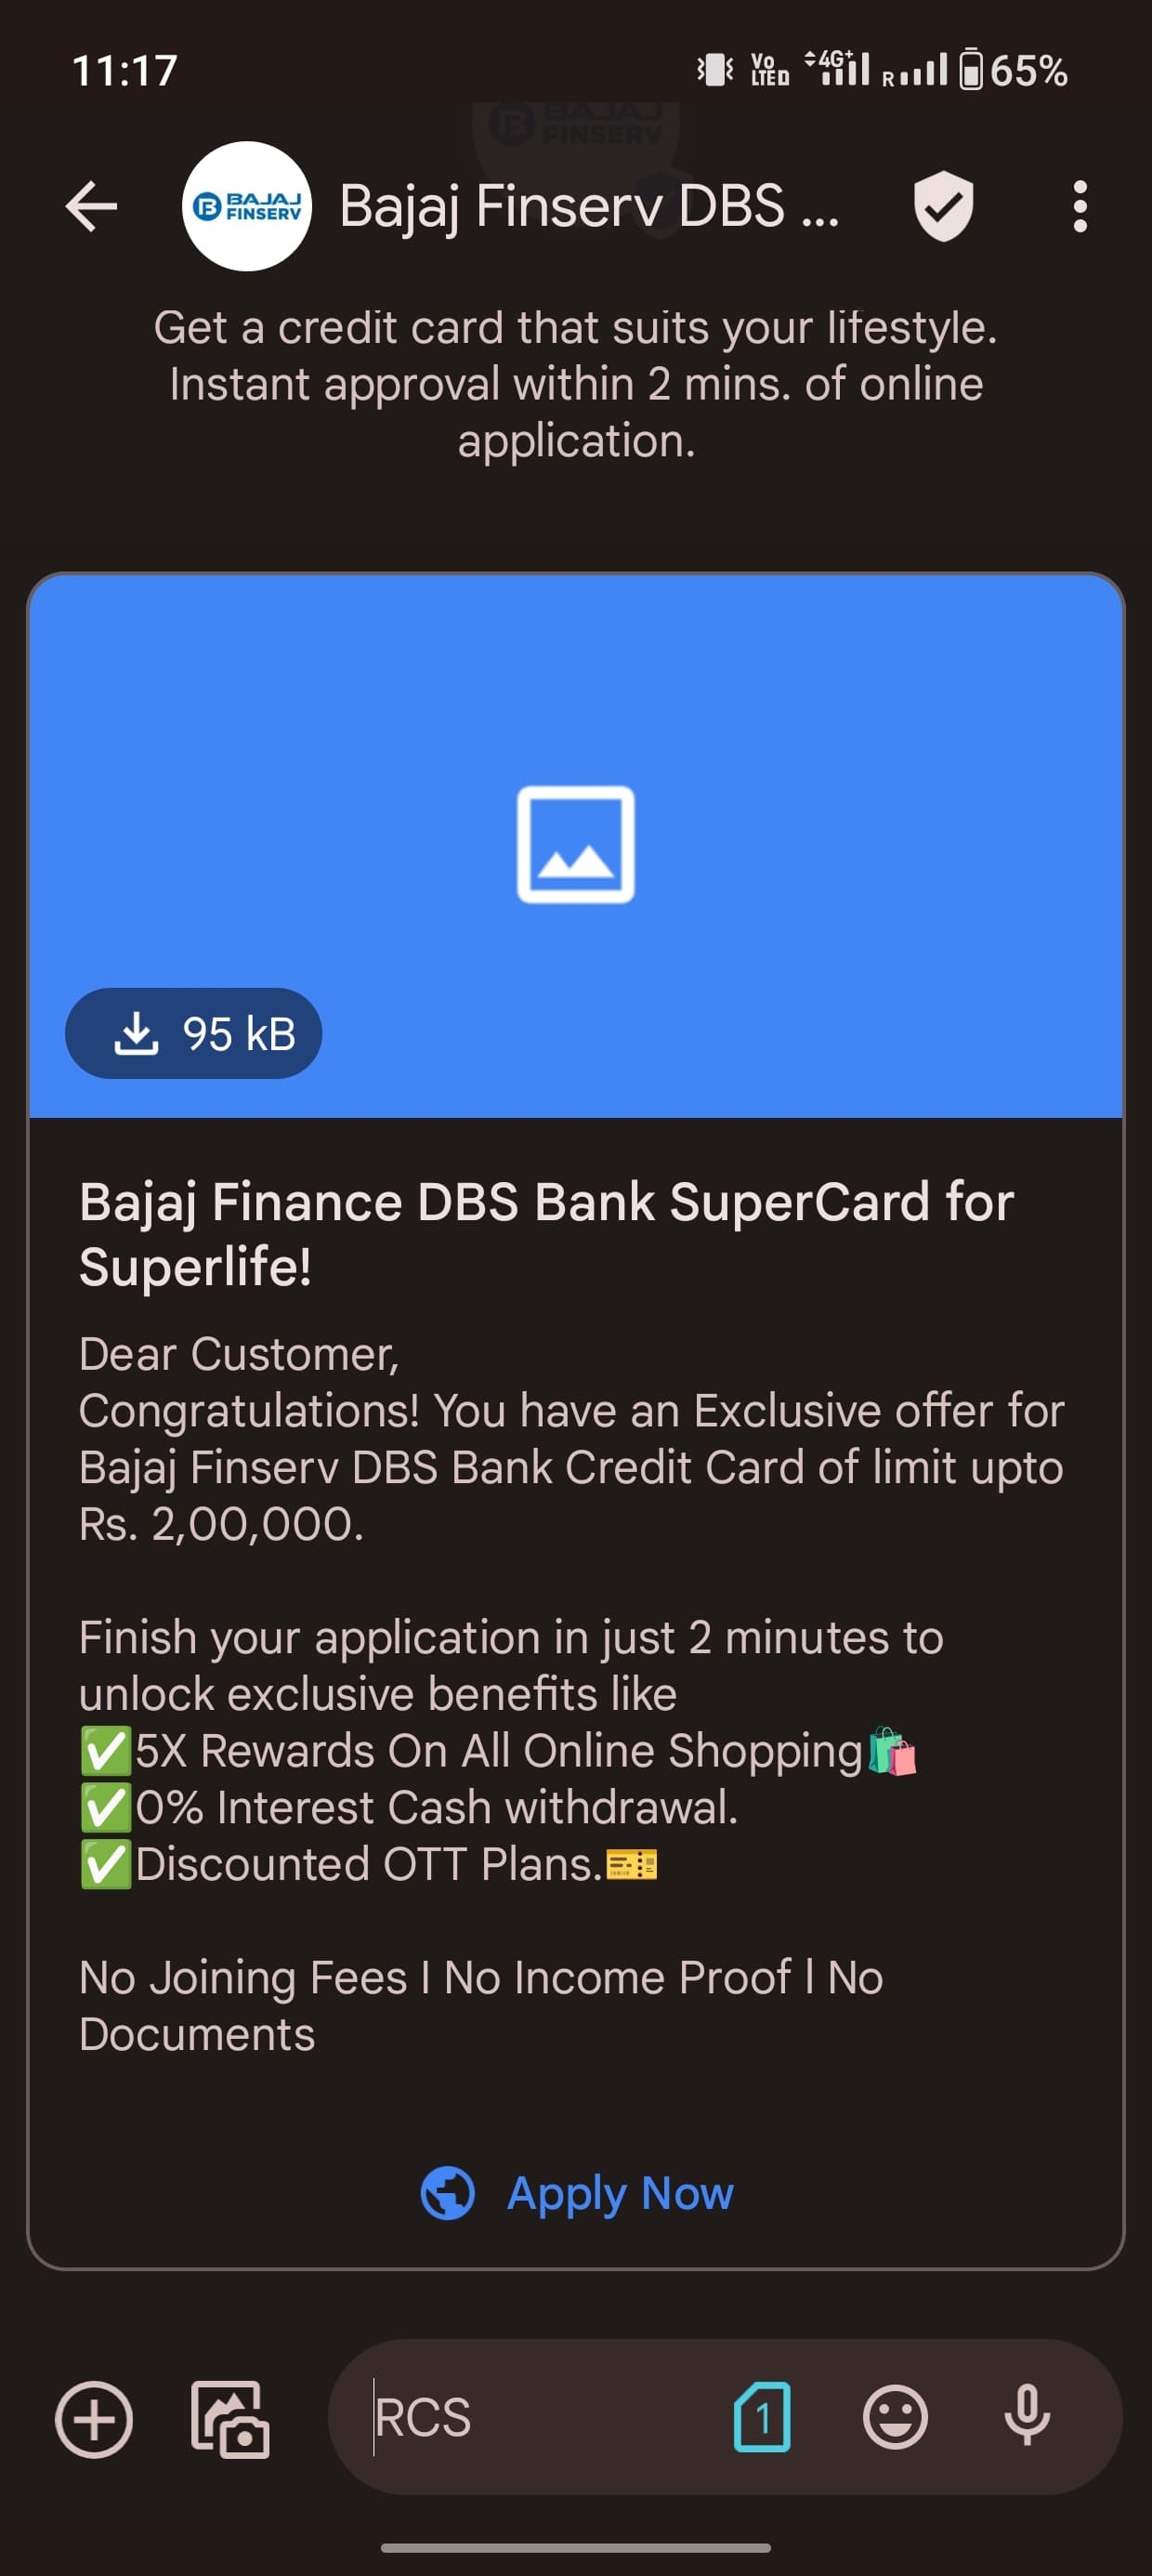 11:17
Vo
LTE
4G+
R
65%
BAJAJ
FINSERV
B BAJAJ
FINSERV
Bajaj Finserv DBS ...
Get a credit card that suits your lifestyle.
Instant approval within 2 mins. of online
application.
95 kB
Bajaj Finance DBS Bank SuperCard for
Superlife!
Dear Customer,
Congratulations! You have an Exclusive offer for
Bajaj Finserv DBS Bank Credit Card of limit upto
Rs. 2,00,000.
Finish your application in just 2 minutes to
unlock exclusive benefits like
✅5X Rewards On All Online Shopping🛍️
✅0% Interest Cash withdrawal.
✅Discounted OTT Plans.🎫
No Joining Fees I No Income Proof l No
Documents
Apply Now
RCS
1